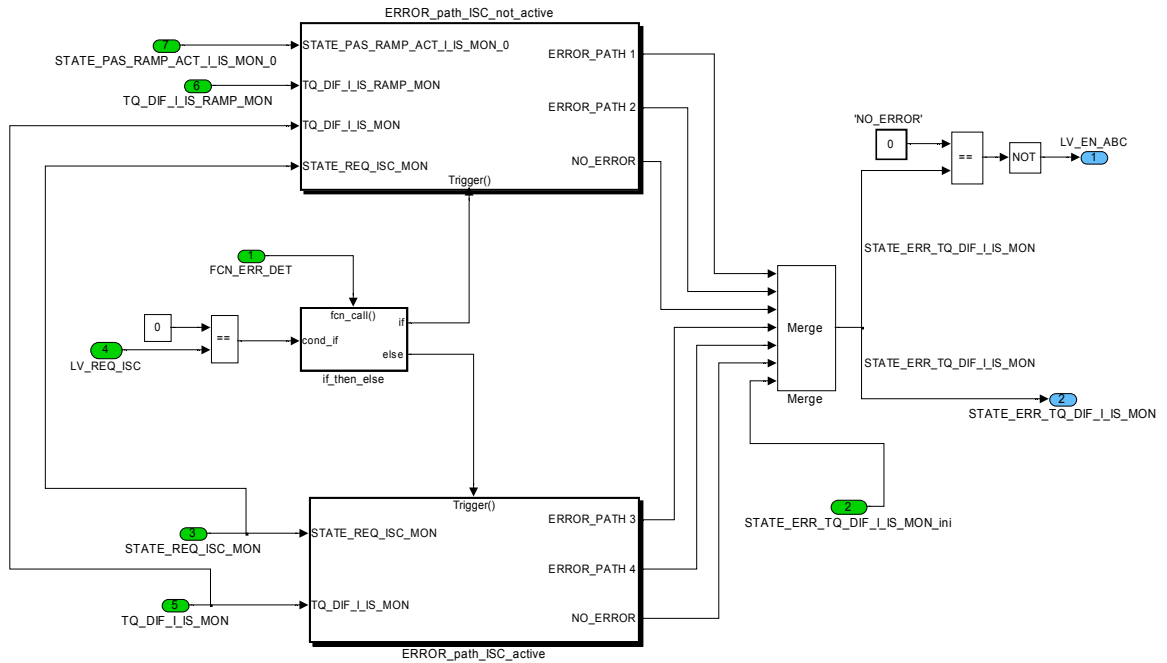 ERROR_path_ISC_not_active
7
STATE_PAS_RAMP_ACT_I_IS_MON_0
6
TQ_DIF_I_IS_RAMP_MON
STATE_PAS_RAMP_ACT_I_IS_MON_0
TQ_DIF_I_IS_RAMP_MON
TQ_DIF_I_IS_MON
STATE_REQ_ISC_MON
ERROR_PATH 1
ERROR_PATH 2
NO_ERROR
Trigger()
'NO_ERROR'
0
==
NOT
LV_EN_ABC
1
1
FCN_ERR_DET
0
==
4
LV_REQ_ISC
fcn_call()
cond_if
if
else
if_then_else
Merge
Merge
STATE_ERR_TQ_DIF_I_IS_MON
STATE_ERR_TQ_DIF_I_IS_MON
2
STATE_ERR_TQ_DIF_I_IS_MON
2
STATE_ERR_TQ_DIF_I_IS_MON_ini
3
STATE_REQ_ISC_MON
5
TQ_DIF_I_IS_MON
Trigger()
STATE_REQ_ISC_MON
TQ_DIF_I_IS_MON
ERROR_PATH 3
ERROR_PATH 4
NO_ERROR
ERROR_path_ISC_active